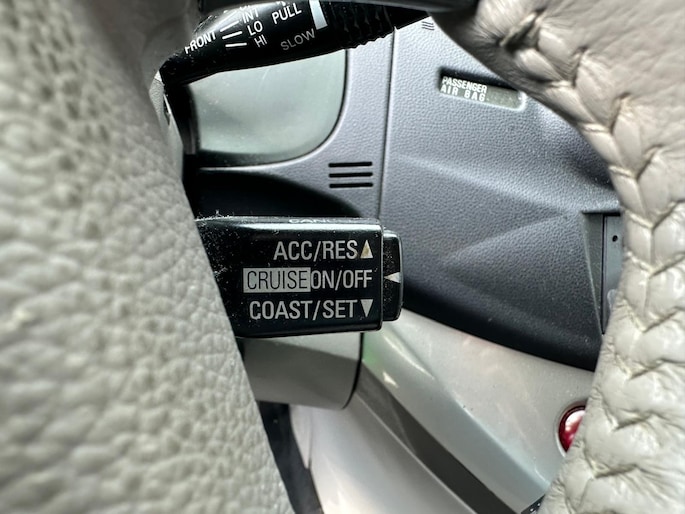 INT
PULL
FRONT
LO
HI
SLOW
PASSENGER
AIR BAG
ACC/RES▲
CRUISE ON/OFF ◀
COAST/SET▼